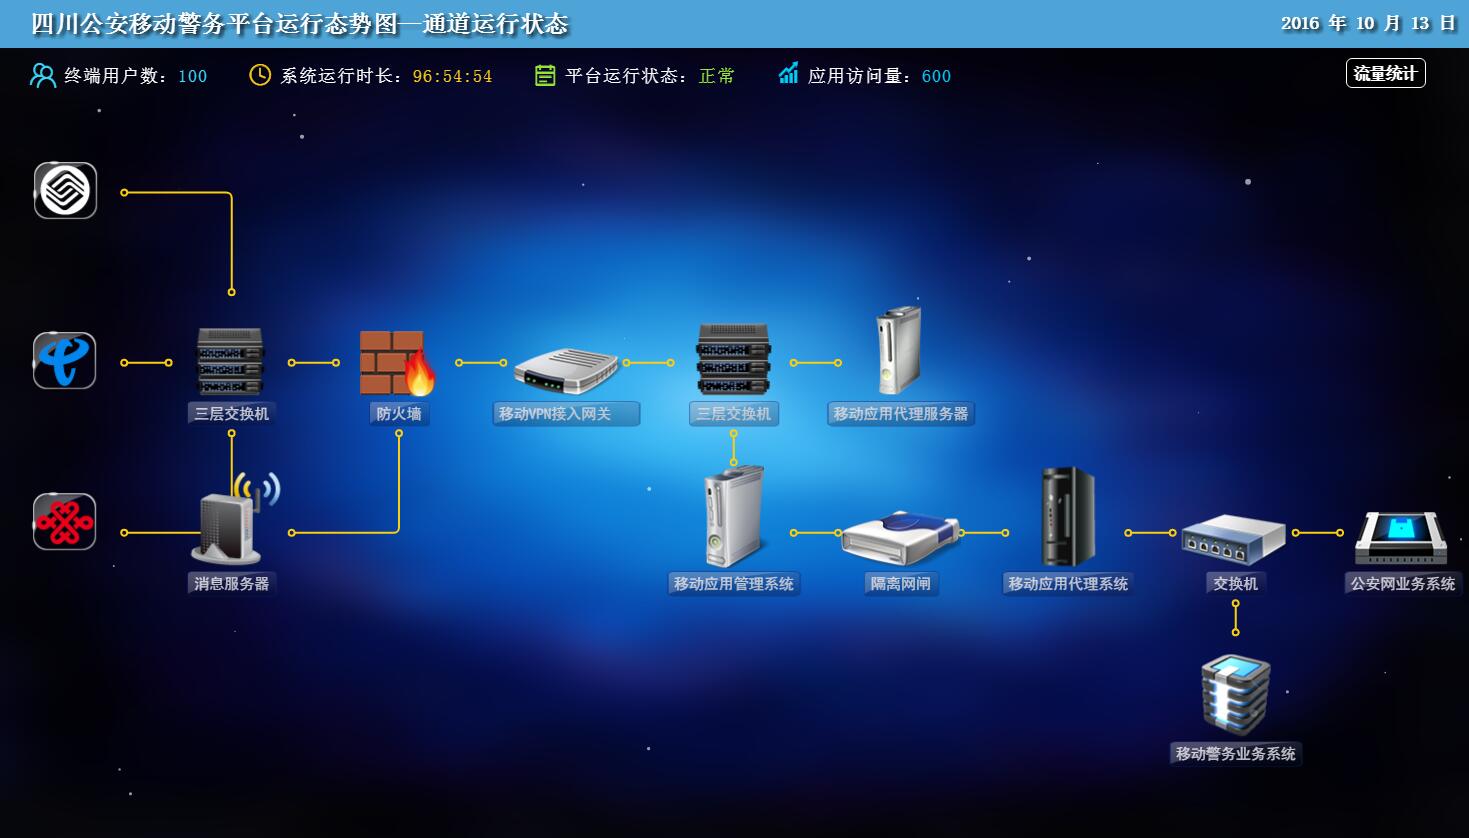 四川公安移动警务平台运行态势图—通道运行状态
2016 年 10 月 13 日
终端用户数：100
系统运行时长：96:54:54
平台运行状态：正常
应用访问量：600
流量统计
三层交换机
防火墙
移动VPN接入网关
三层交换机
移动应用代理服务器
消息服务器
移动应用管理系统
隔离网闸
移动应用代理系统
交换机
公安网业务系统
移动警务业务系统